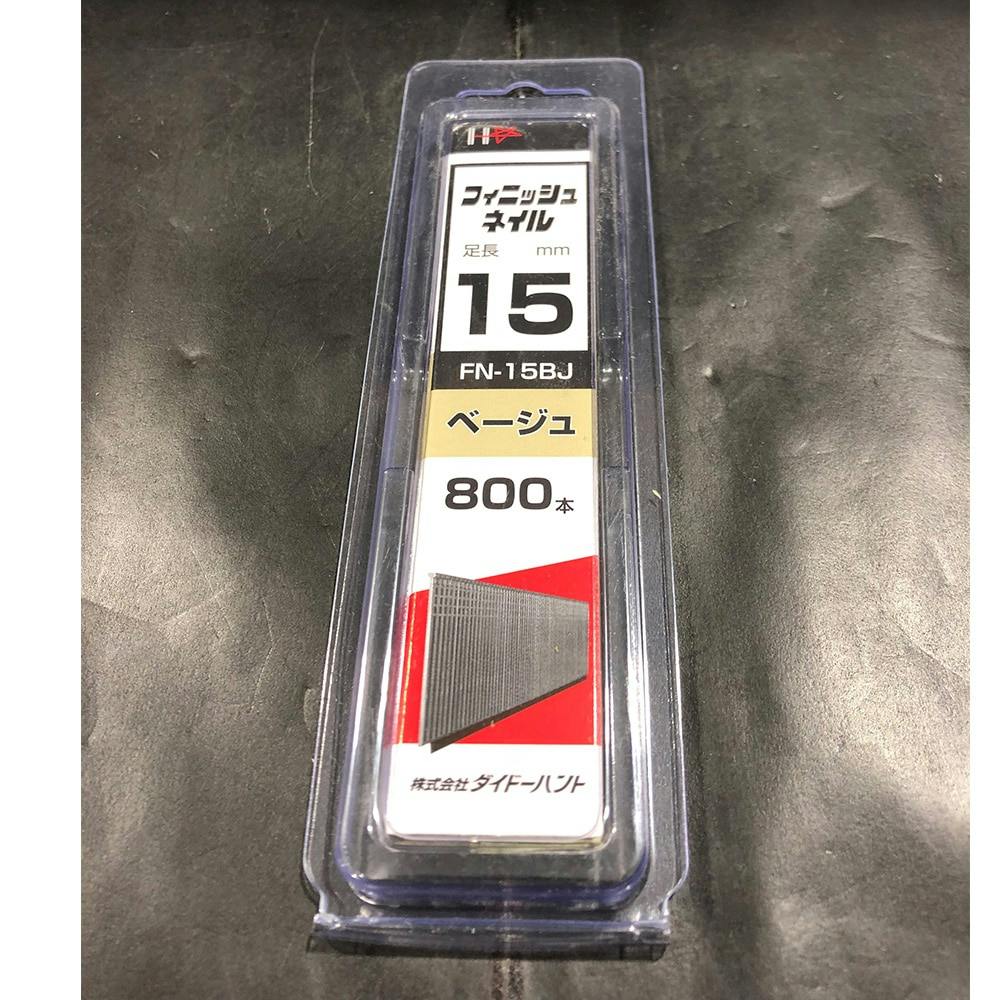 フィニッシュ
ネイル
足長 mm
15
FN-15BJ
ベージュ
800本
株式会社 ダイドーハント